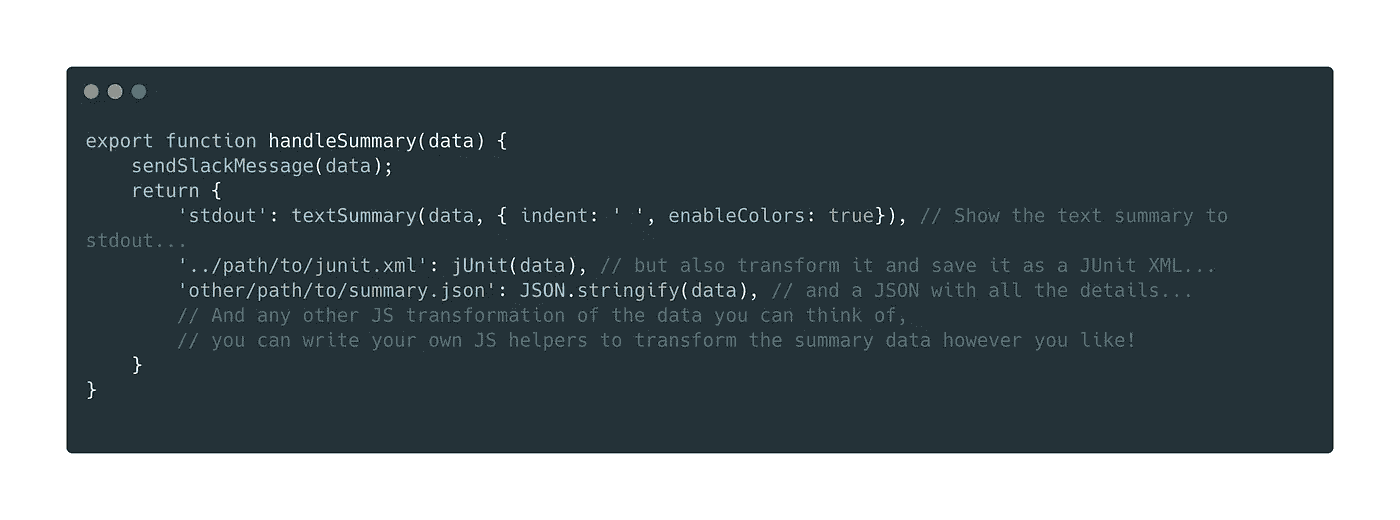 export function handleSummary(data) {
    sendSlackMessage(data);
    return {
        'stdout': textSummary(data, { indent: ' ', enableColors: true}), // Show the text summary to
stdout...
        '../path/to/junit.xml': jUnit(data), // but also transform it and save it as a JUnit XML...
        'other/path/to/summary.json': JSON.stringify(data), // and a JSON with all the details...
        // And any other JS transformation of the data you can think of,
        // you can write your own JS helpers to transform the summary data however you like!
    }
}